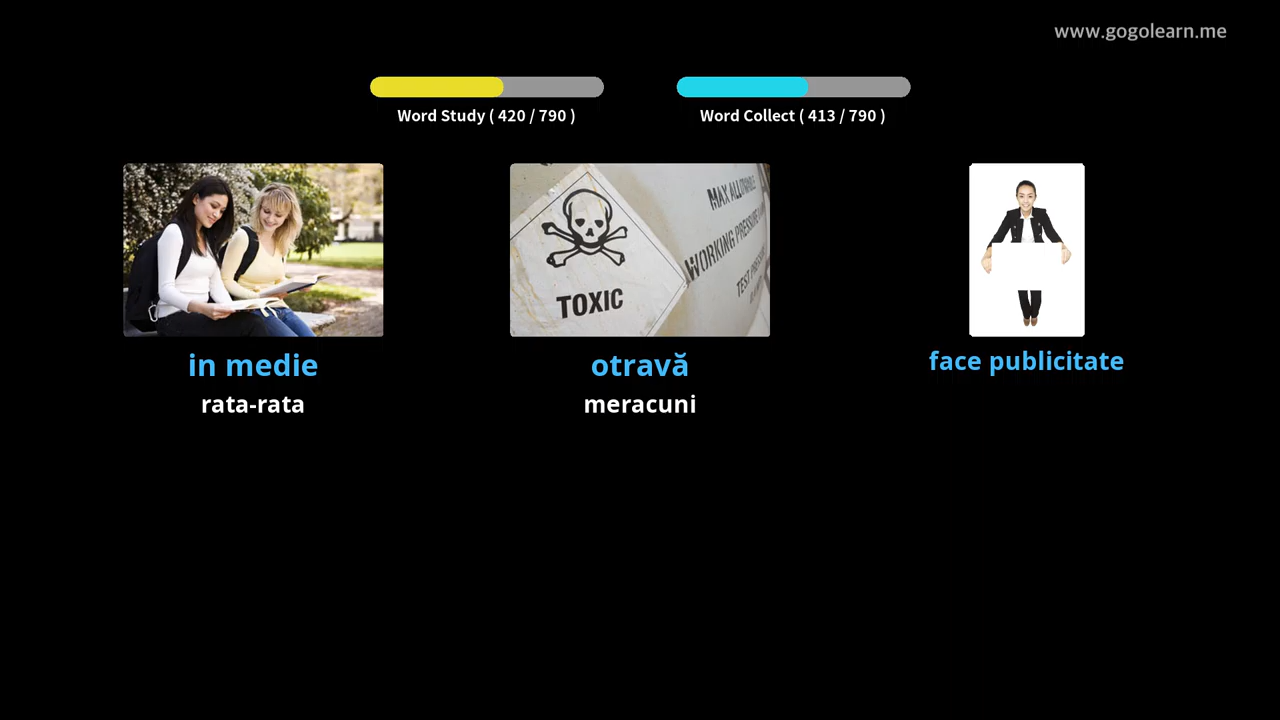 www.gogolearn.me
Word Study ( 420 / 790 )
Word Collect ( 413 / 790 )
MAX ALLOWABLE
WORKING PRESSURE
TEST PRESSURE
TOXIC
in medie
otravă
face publicitate
rata-rata
meracuni